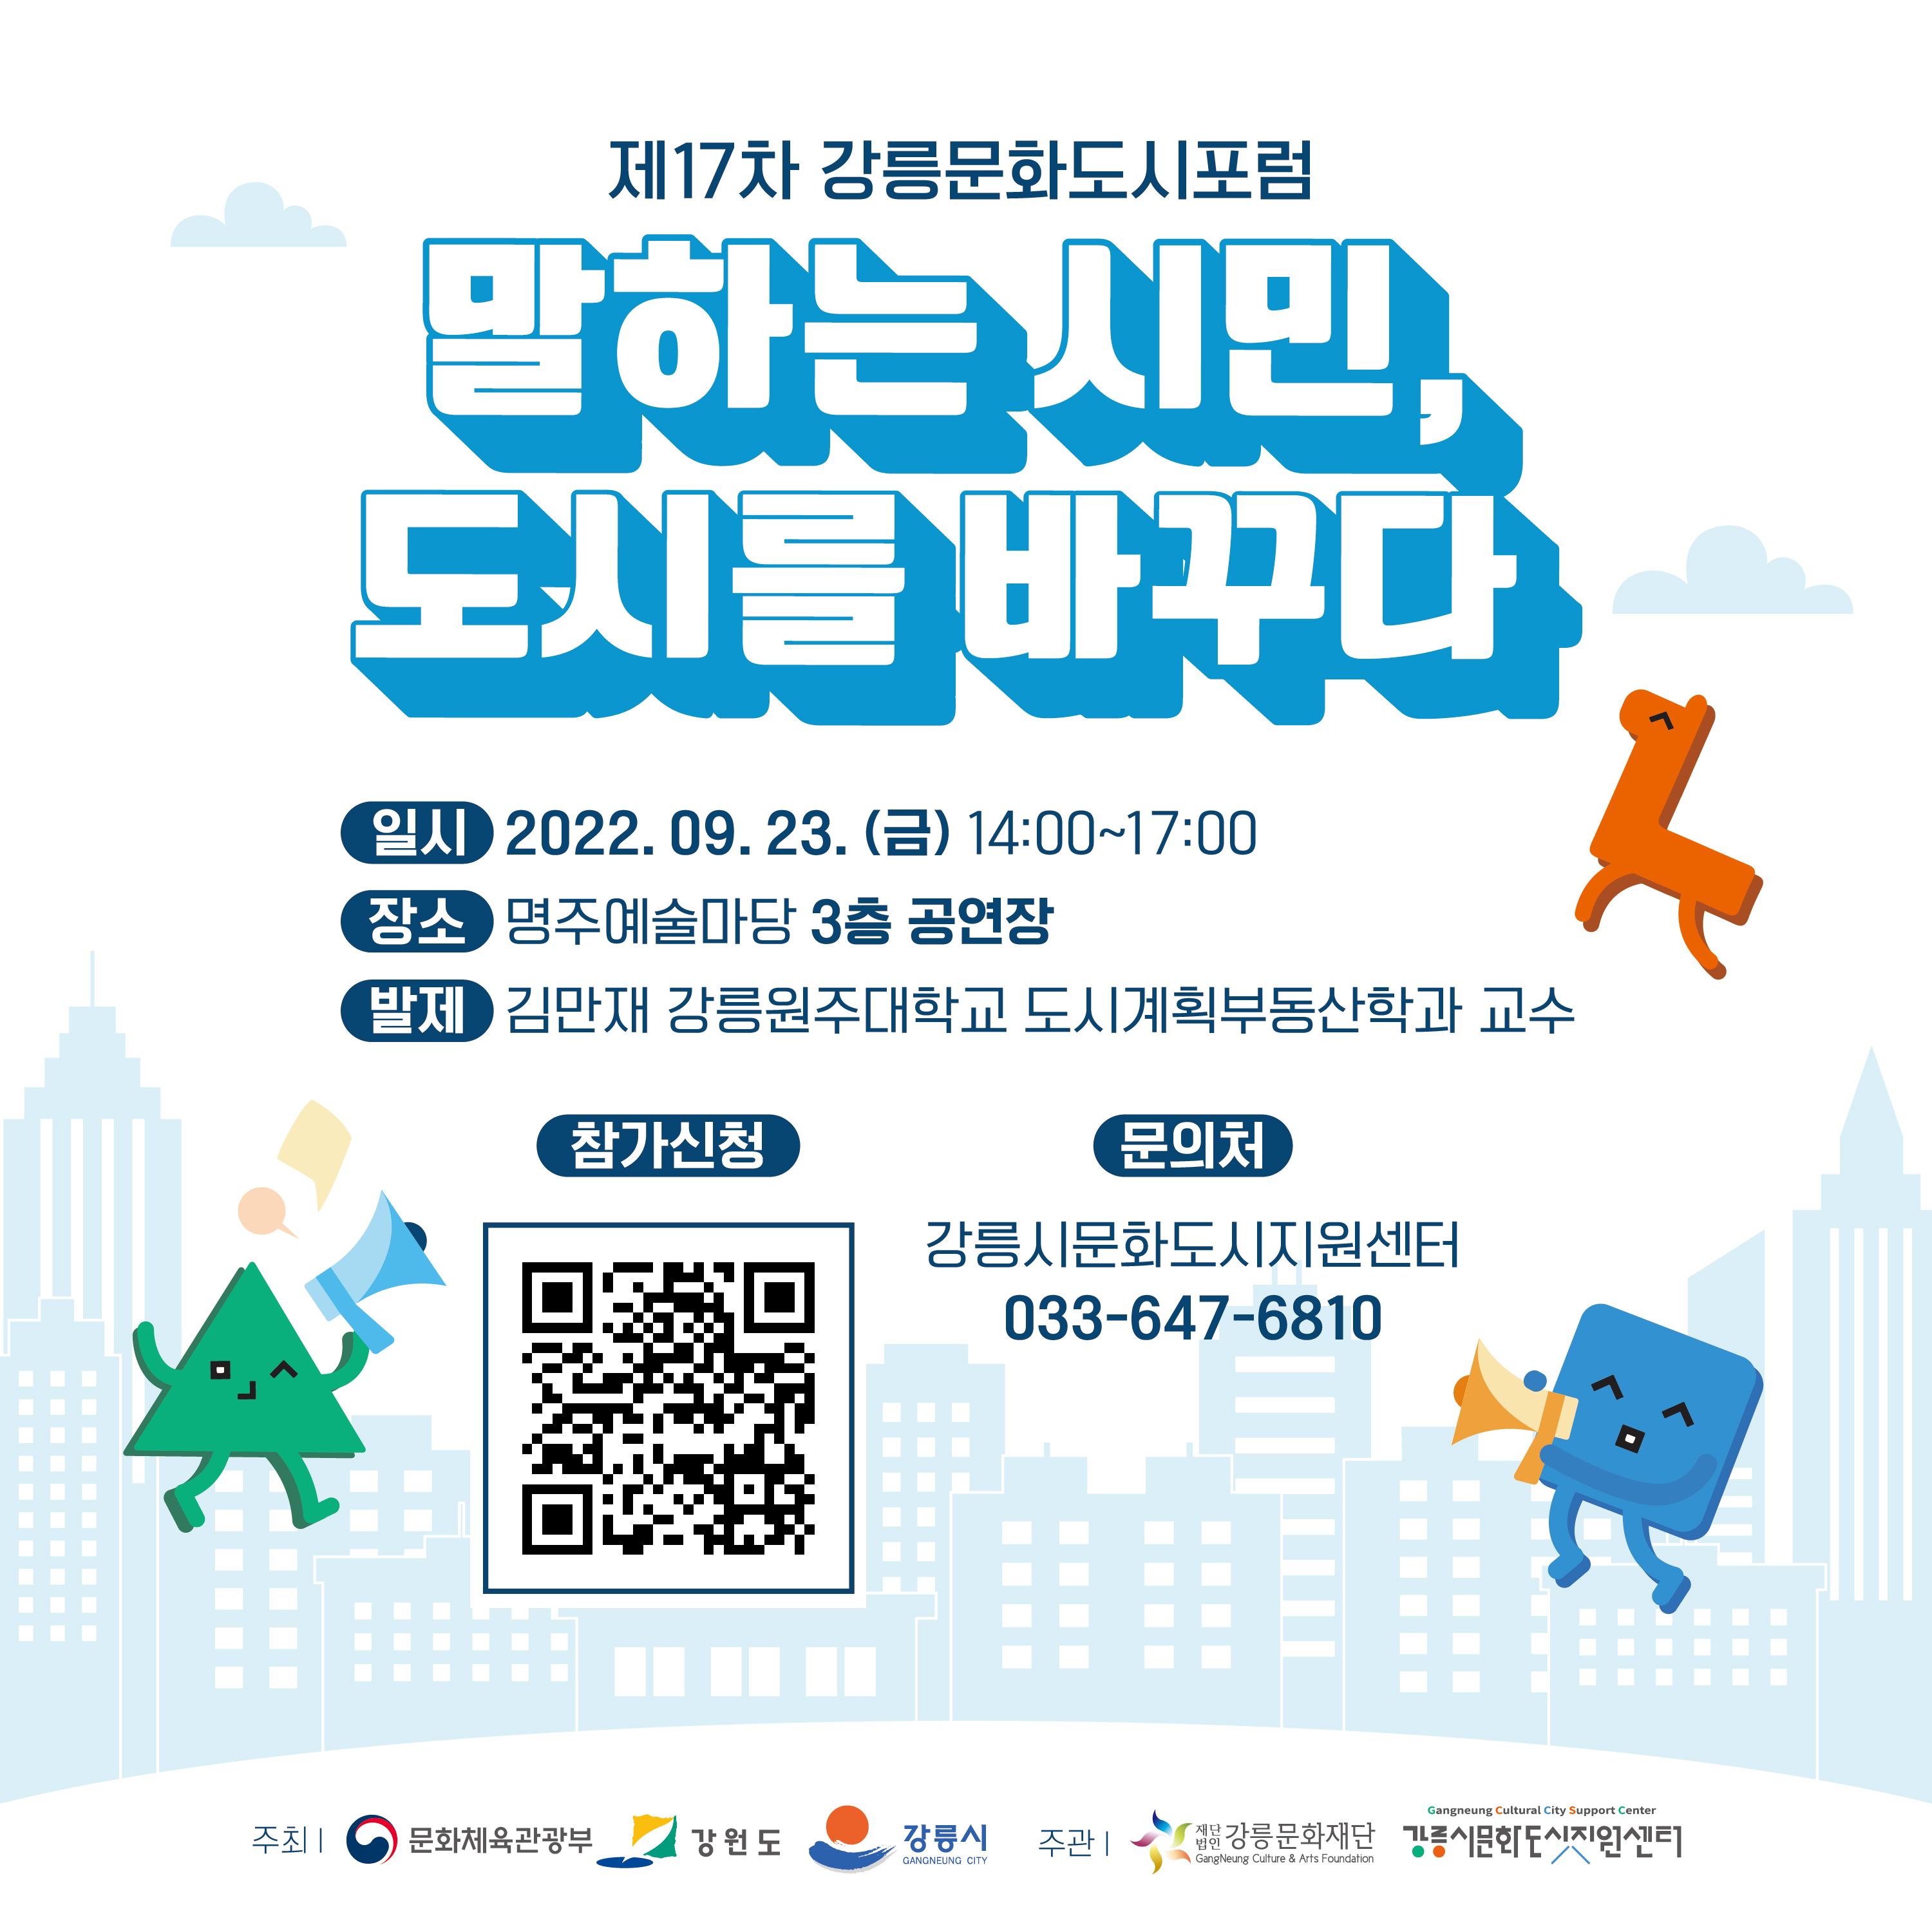 제17차 강릉문화도시포럼
말하는 시민,
도시를 바꾸다
일시 2022. 09. 23. (금) 14:00~17:00
장소 명주예술마당 3층 공연장
발제 김만재 강릉원주대학교 도시계획부동산학과 교수
참가신청
문의처
강릉시문화도시지원센터
033-647-6810
주최 | 문화체육관광부 강원도 강릉시 GANGNEUNG CITY
주관 | 재단법인 강릉문화재단 GangNeung Culture & Arts Foundation
Gangneung Cultural City Support Center
강릉시문화도시지원센터